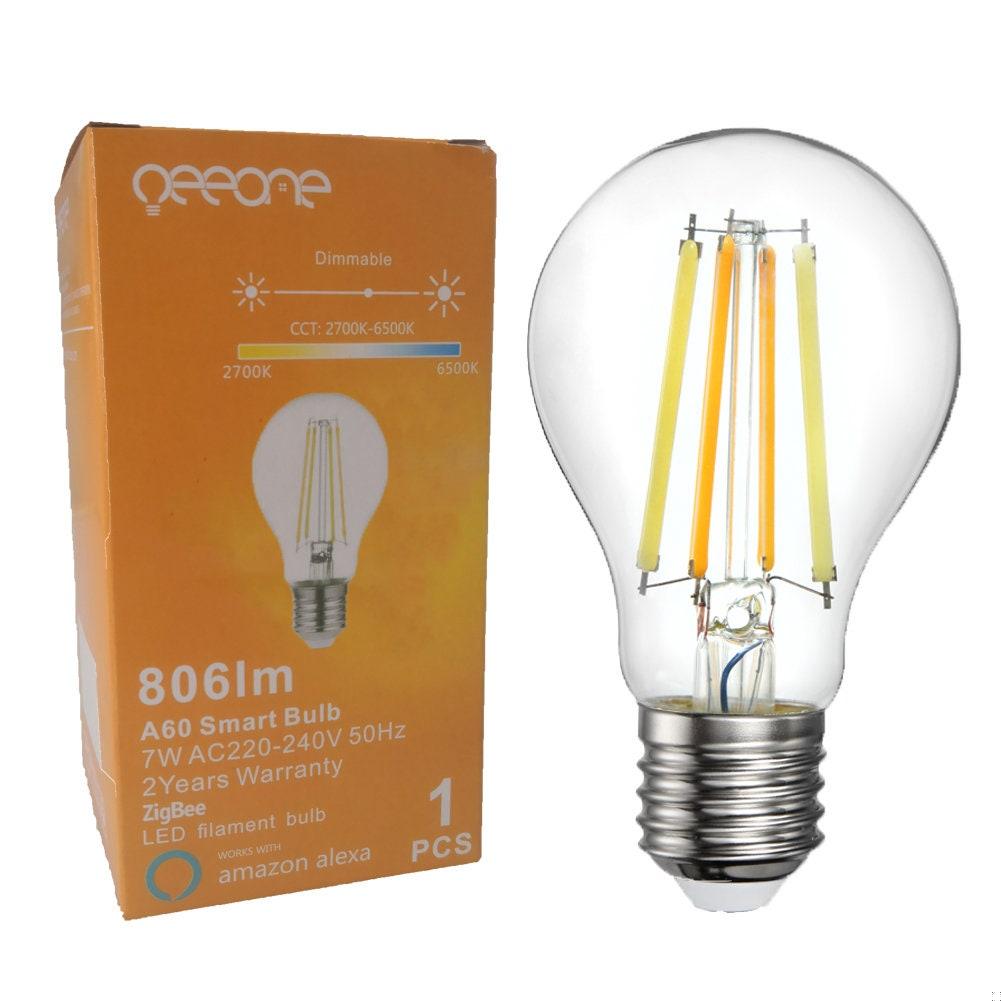 geeone
Dimmable
CCT: 2700K-6500K
2700K 6500K
806lm
A60 Smart Bulb
7W AC220-240V 50Hz
2Years Warranty
ZigBee
LED filament bulb
1
PCS
WORKS WITH
amazon alexa